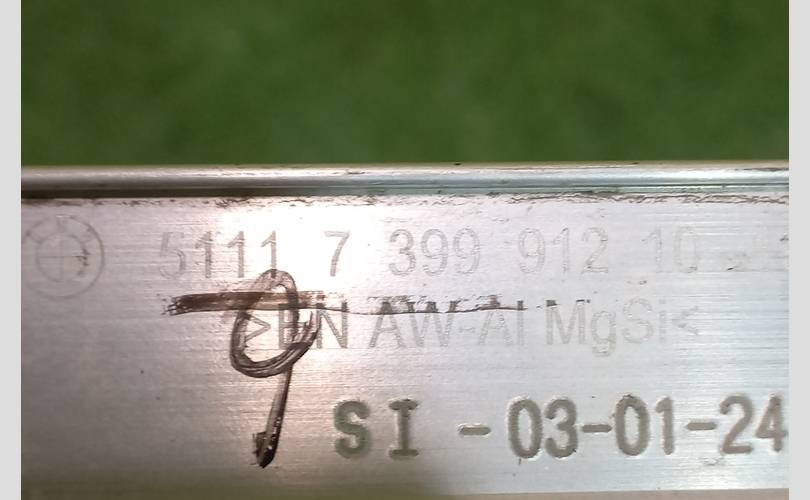 5111 7 399 912 10
>EN AW-Al MgSi<
SI - 03-01-24